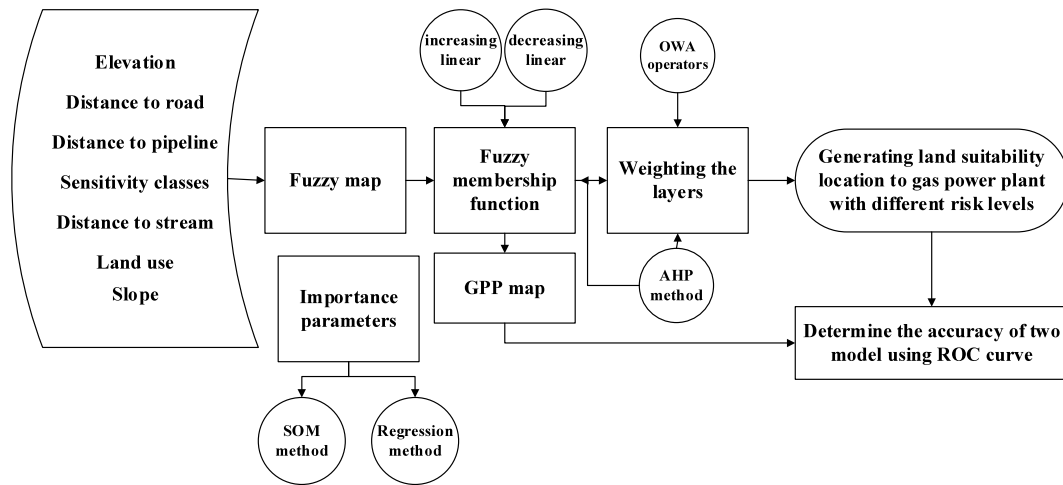 Elevation
Distance to road
Distance to pipeline
Sensitivity classes
Distance to stream
Land use
Slope
Fuzzy map
increasing
linear
decreasing
linear
Fuzzy
membership
function
GPP map
Importance
parameters
SOM
method
Regression
method
OWA
operators
Weighting the
layers
AHP
method
Generating land suitability
location to gas power plant
with different risk levels
Determine the accuracy of two
model using ROC curve